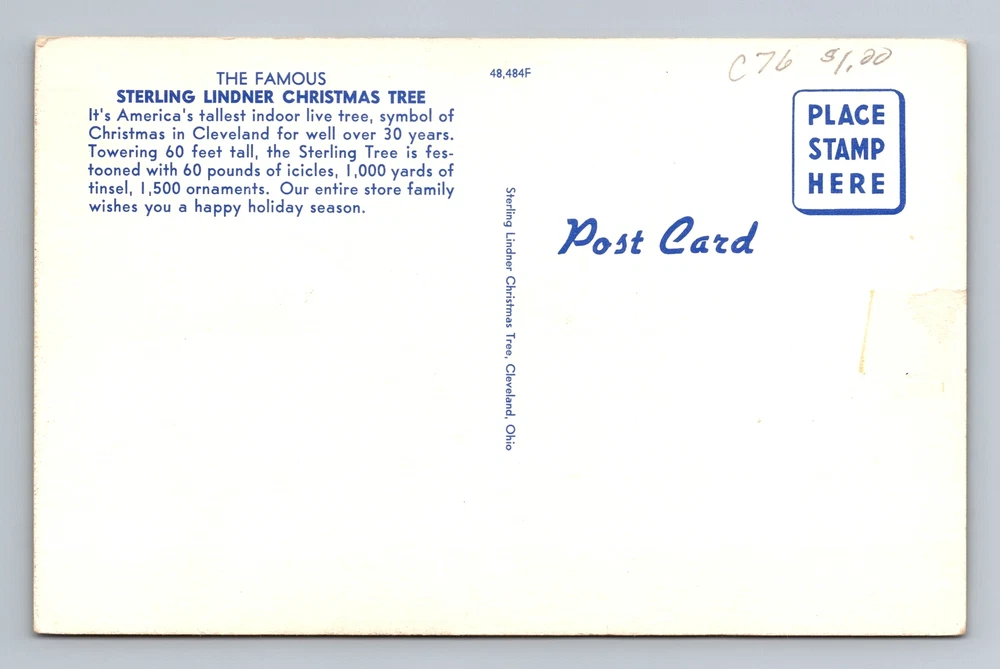 THE FAMOUS
STERLING LINDNER CHRISTMAS TREE
It's America's tallest indoor live tree, symbol of
Christmas in Cleveland for well over 30 years.
Towering 60 feet tall, the Sterling Tree is fes-
tooned with 60 pounds of icicles, 1,000 yards of
tinsel, 1,500 ornaments. Our entire store family
wishes you a happy holiday season.
48,484F
Sterling Lindner Christmas Tree, Cleveland, Ohio
C76 $1.20
PLACE
STAMP
HERE
Post Card